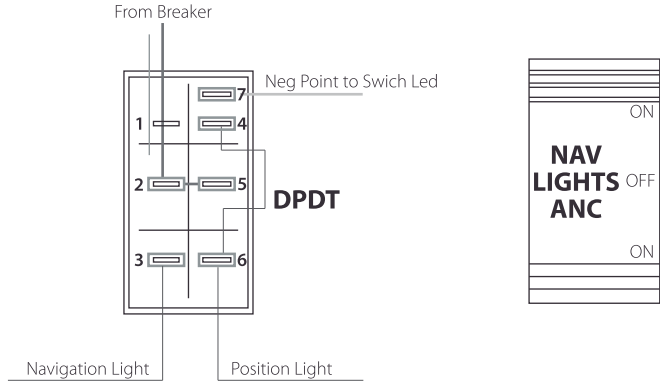 From Breaker
Neg Point to Swich Led
7
1
4
2
5
DPDT
3
6
Navigation Light
Position Light
ON
NAV
LIGHTS
OFF
ANC
ON